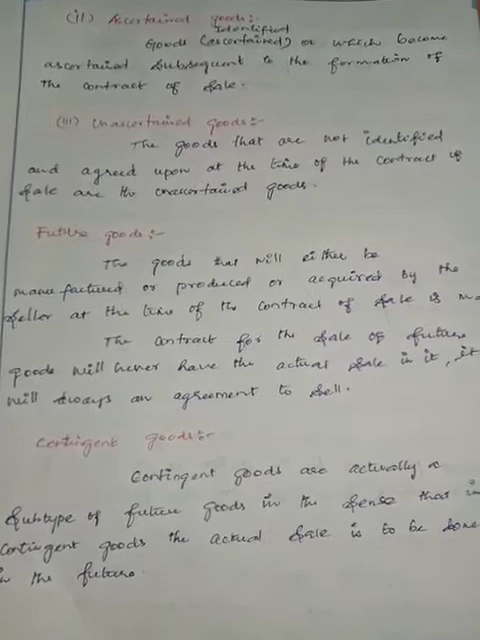 (ii) Ascertained goods:-
Identified
Goods (ascertained) or which become
ascertained subsequent to the formation of
the contract of sale.
(iii) Unascertained goods:-
The goods that are not identified
and agreed upon at the time of the contract of
sale are the unascertained goods.
Future goods:-
The goods that will either be
manufactured or produced or acquired by the
seller at the time of the contract of sale is
The contract for the sale of future
goods will never have the actual sale in it, it
will always an agreement to sell.
Contingent goods:-
Contingent goods are actually a
subtype of future goods in the sense that in
contingent goods the actual sale is to be done
in the future.